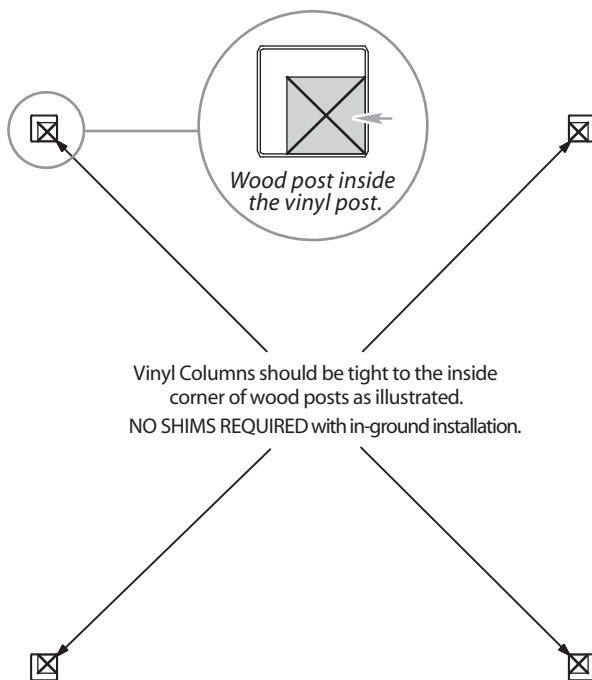 Wood post inside
the vinyl post.
Vinyl Columns should be tight to the inside
corner of wood posts as illustrated.
NO SHIMS REQUIRED with in-ground installation.